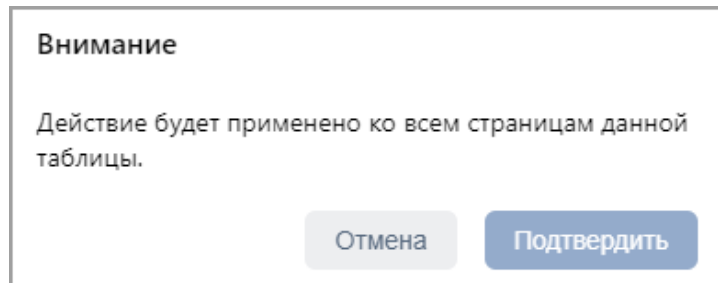 Внимание
Действие будет применено ко всем страницам данной
таблицы.
Отмена Подтвердить